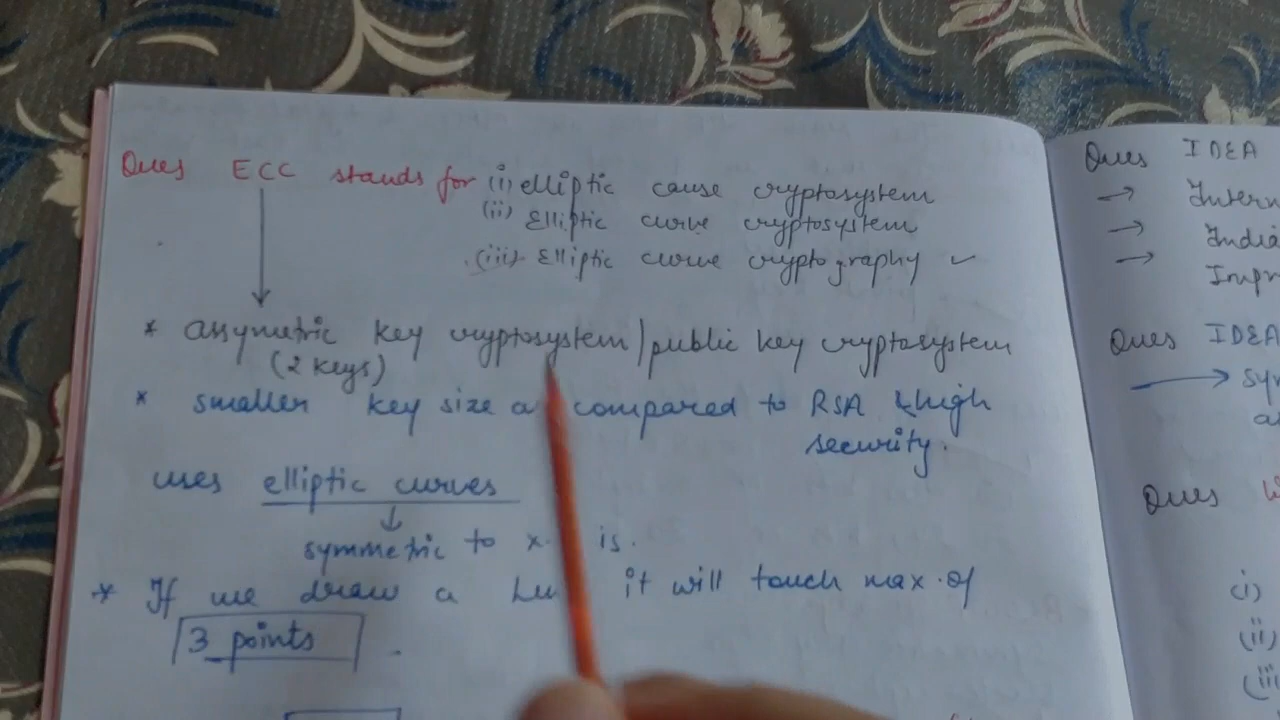 Ques ECC stands for (i) elliptic cause cryptosystem
(ii) Elliptic curve cryptosystem
(iii) Elliptic curve cryptography ✓
* assymetric key cryptosystem/public key cryptosystem
(2 keys)
* smaller key size compared to RSA & high
security.
uses elliptic curves
↓
symmetric to x
* If we draw a it will touch max. of
3 points
Ques IDEA
→
→
→
Ques IDEA
→
Ques
(i)
(ii)